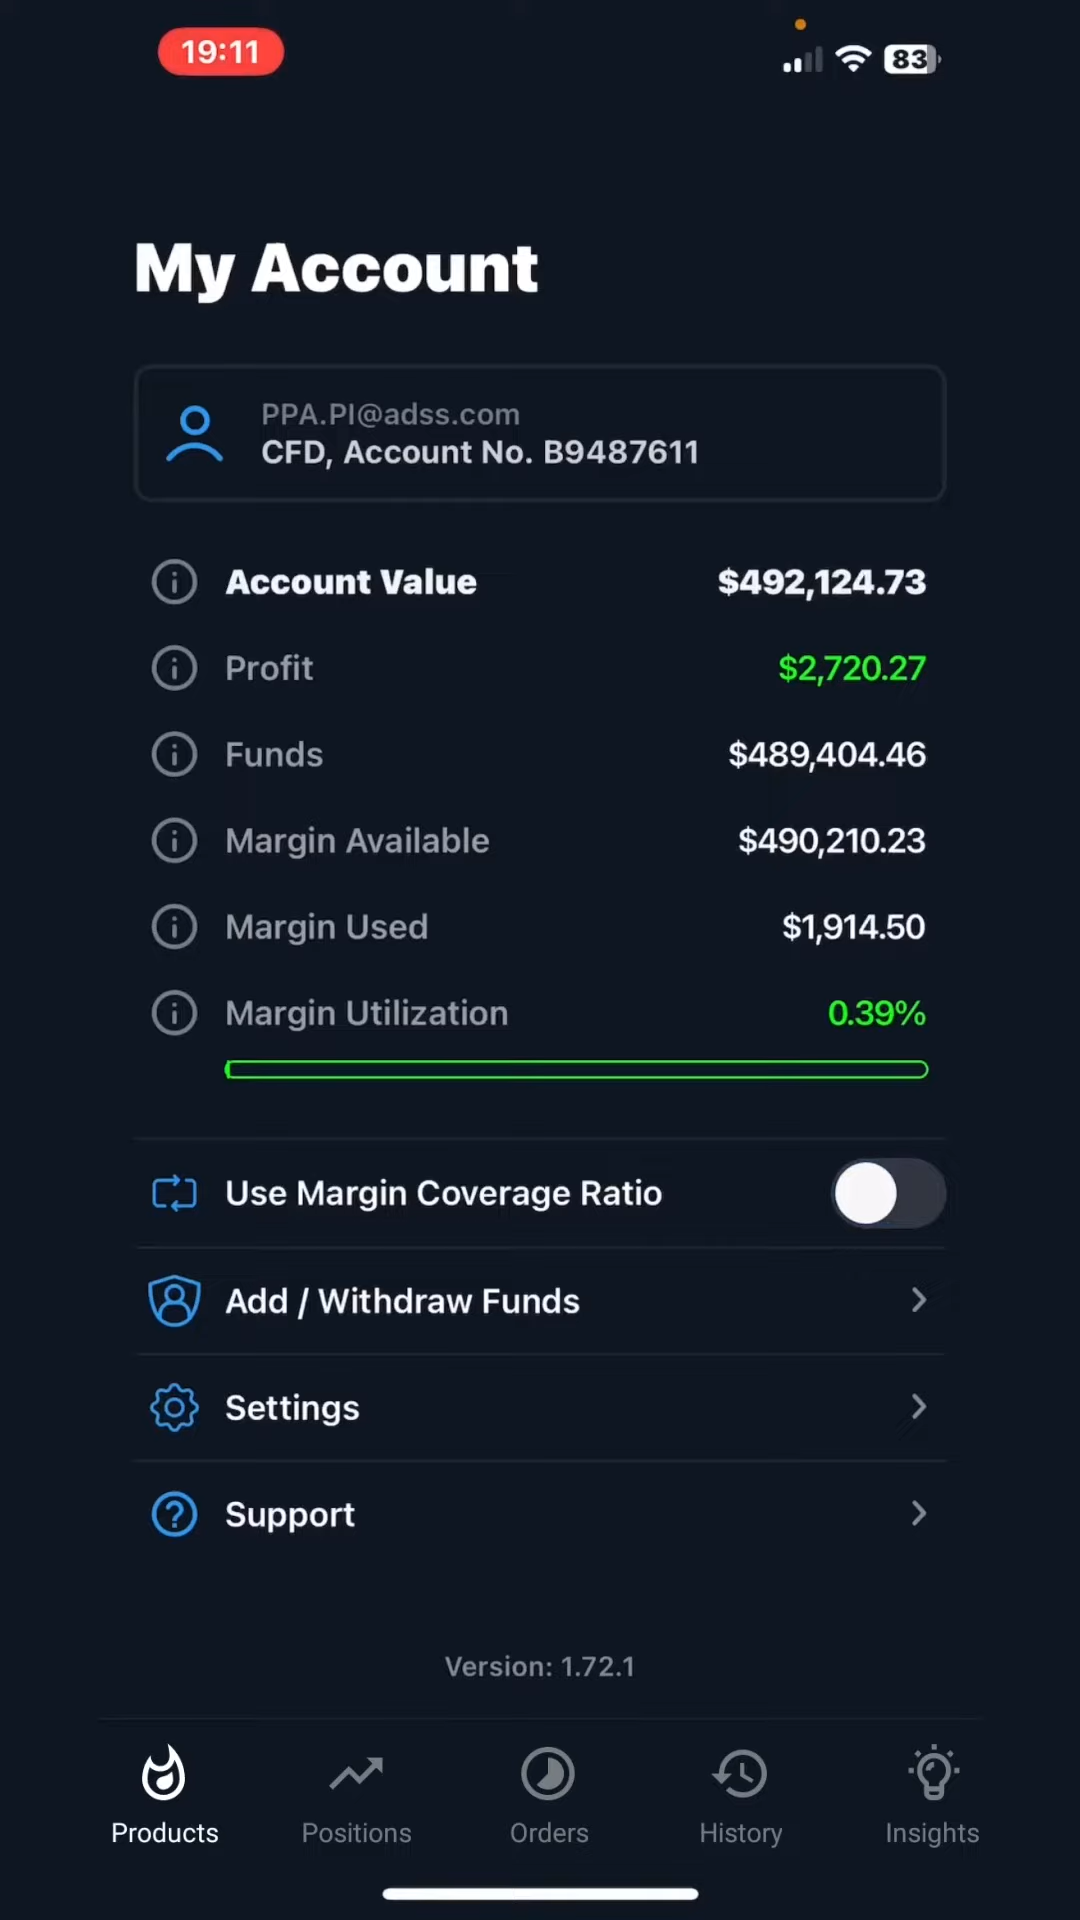 19:11
83
My Account
PPA.PI@adss.com
CFD, Account No. B9487611
Account Value $492,124.73
Profit $2,720.27
Funds $489,404.46
Margin Available $490,210.23
Margin Used $1,914.50
Margin Utilization 0.39%
Use Margin Coverage Ratio
Add / Withdraw Funds
Settings
Support
Version: 1.72.1
Products Positions Orders History Insights